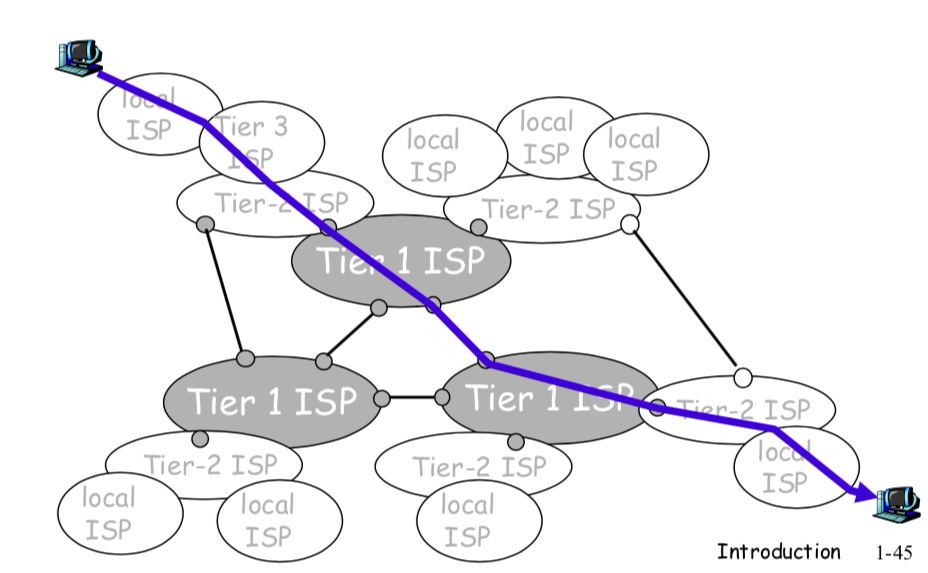 local
ISP
Tier 3
ISP
local
ISP
local
ISP
local
ISP
Tier-2 ISP
Tier-2 ISP
Tier 1 ISP
Tier 1 ISP
Tier 1 ISP
Tier-2 ISP
local
ISP
Tier-2 ISP
Tier-2 ISP
local
ISP
local
ISP
local
ISP
Introduction 1-45